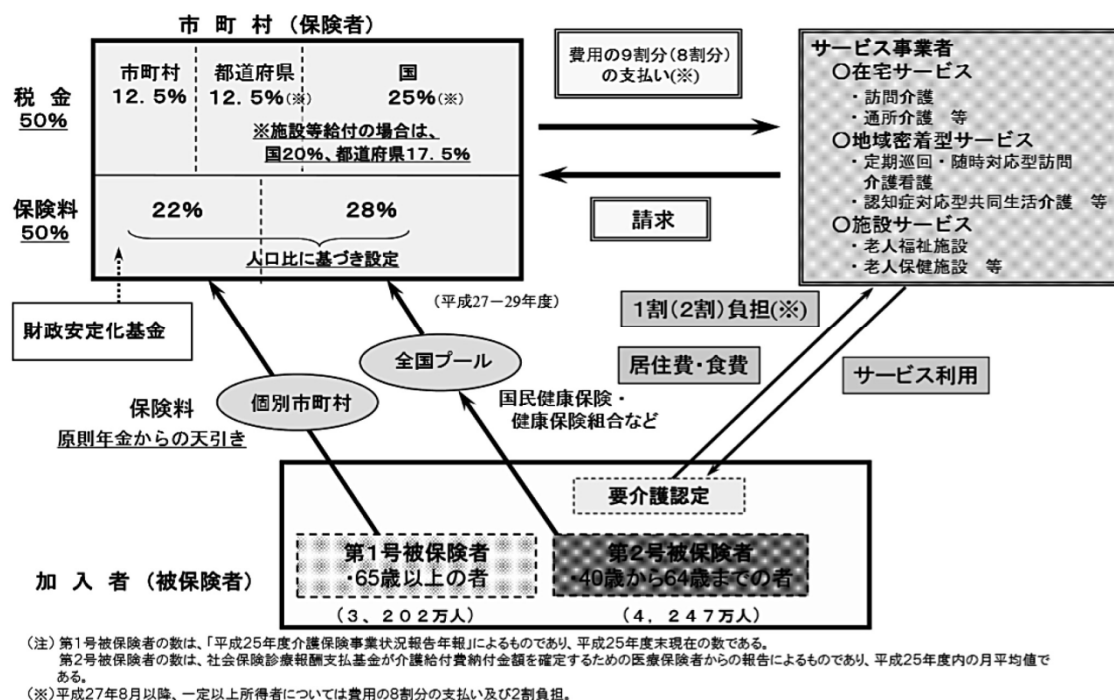 市 町 村 （保険者）
税 金
50%
市町村
12. 5%
都道府県
12. 5%(※)
国
25%(※)
※施設等給付の場合は、
国20%、都道府県17. 5%
保険料
50%
22%
28%
人口比に基づき設定
財政安定化基金
（平成27－29年度）
費用の9割分（8割分）
の支払い(※)
請求
サービス事業者
〇在宅サービス
・訪問介護
・通所介護 等
〇地域密着型サービス
・定期巡回・随時対応型訪問
介護看護
・認知症対応型共同生活介護 等
〇施設サービス
・老人福祉施設
・老人保健施設 等
1割（2割）負担(※)
居住費・食費
サービス利用
全国プール
国民健康保険・
健康保険組合など
個別市町村
保険料
原則年金からの天引き
要介護認定
加 入 者 （被保険者）
第1号被保険者
・65歳以上の者
（３，２０２万人）
第2号被保険者
・40歳から64歳までの者
（４，２４７万人）
（注） 第1号被保険者の数は、「平成25年度介護保険事業状況報告年報」によるものであり、平成25年度末現在の数である。
第2号被保険者の数は、社会保険診療報酬支払基金が介護給付費納付金額を確定するための医療保険者からの報告によるものであり、平成25年度内の月平均値で
ある。
（※）平成27年8月以降、一定以上所得者については費用の8割分の支払い及び2割負担。